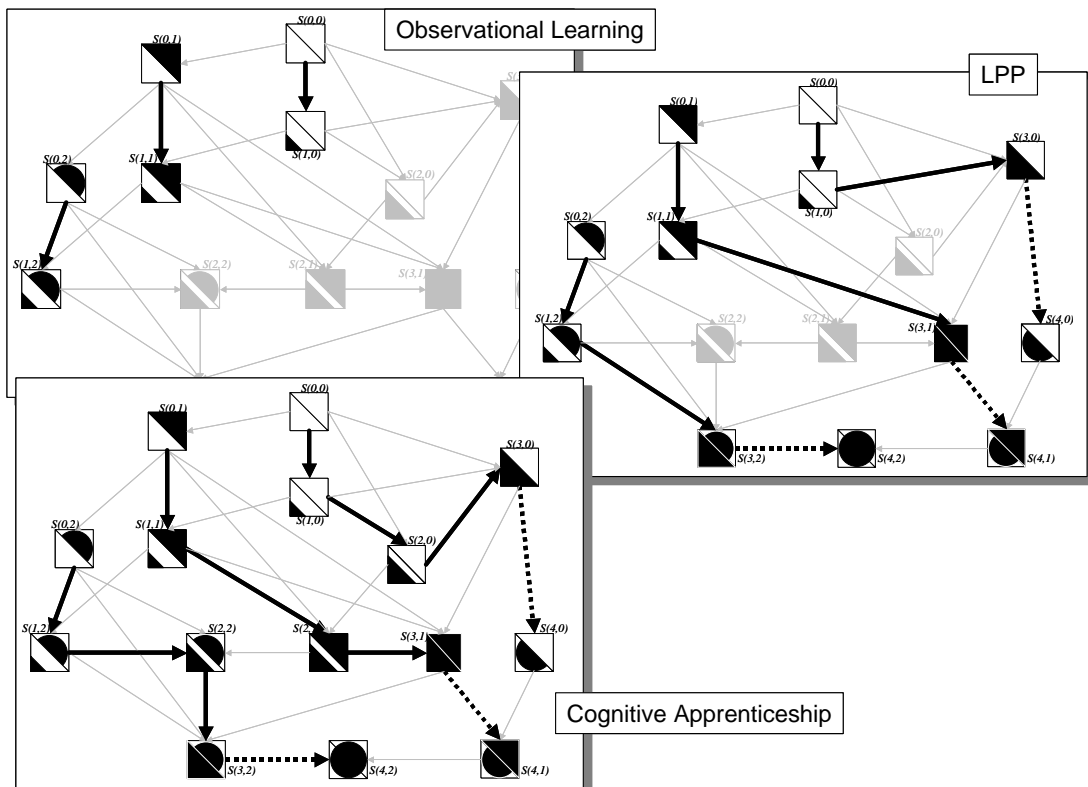 Observational Learning
S(0,0)
S(0,1)
S(1,0)
S(0,2)
S(1,1)
S(2,0)
S(1,2)
S(2,2)
S(2,1)
S(3,1)
LPP
S(0,0)
S(0,1)
S(3,0)
S(1,0)
S(0,2)
S(1,1)
S(2,0)
S(1,2)
S(2,2)
S(2,1)
S(3,1)
S(4,0)
S(3,2)
S(4,2)
S(4,1)
Cognitive Apprenticeship
S(0,0)
S(0,1)
S(3,0)
S(1,0)
S(0,2)
S(1,1)
S(2,0)
S(1,2)
S(2,2)
S(3,1)
S(4,0)
S(3,2)
S(4,2)
S(4,1)